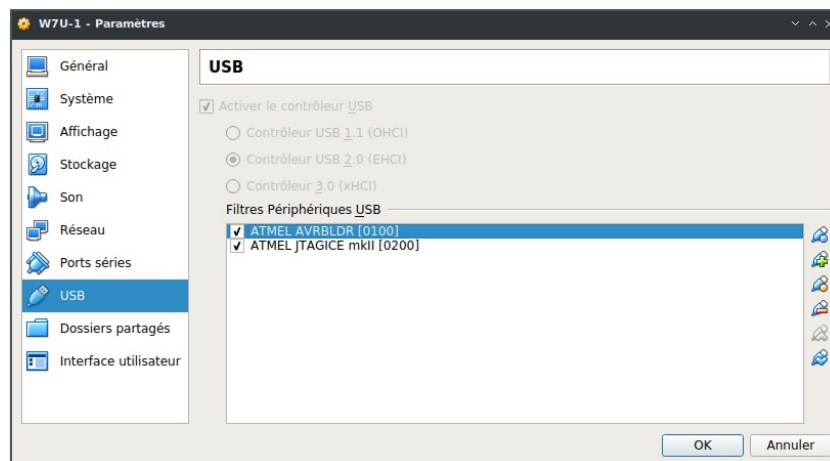 W7U-1 - Paramètres
Général
Système
Affichage
Stockage
Son
Réseau
Ports séries
USB
Dossiers partagés
Interface utilisateur
USB
Activer le contrôleur USB
Contrôleur USB 1.1 (OHCI)
Contrôleur USB 2.0 (EHCI)
Contrôleur 3.0 (xHCI)
Filtres Périphériques USB
ATMEL AVRBLDR [0100]
ATMEL JTAGICE mkII [0200]
OK
Annuler